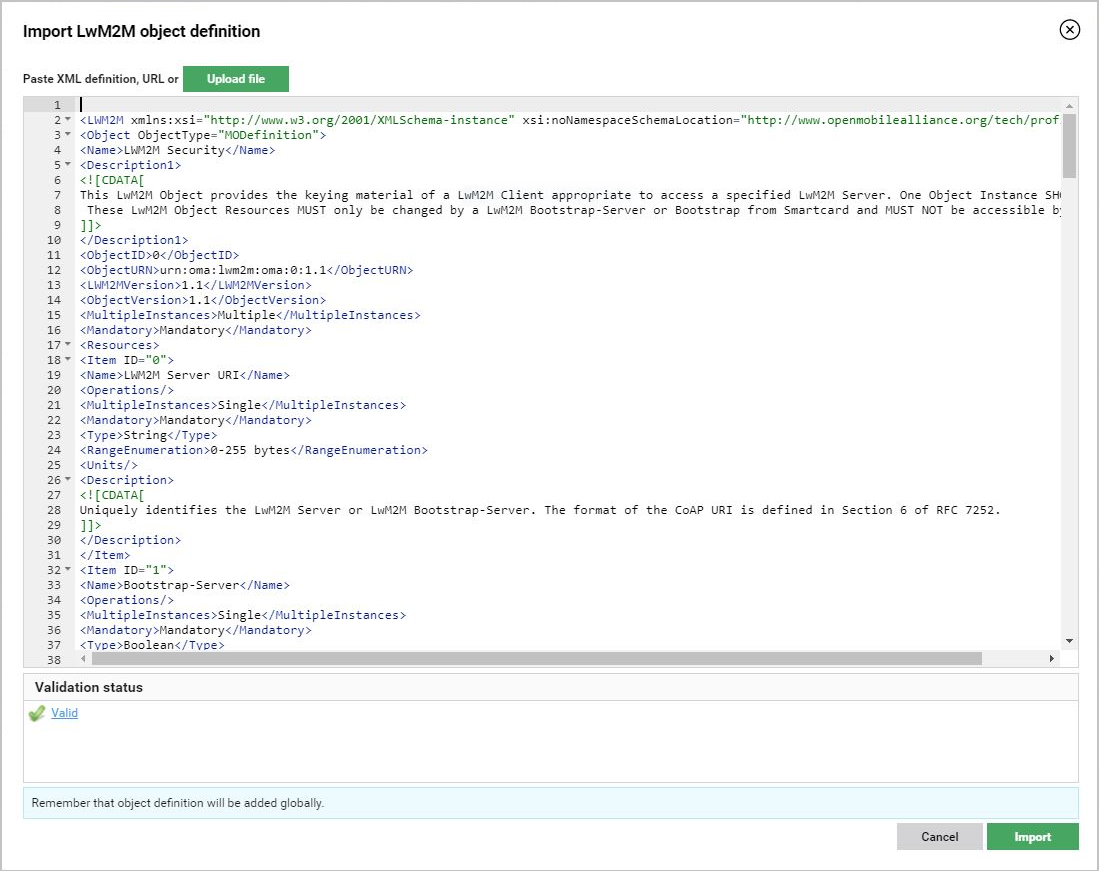 Import LwM2M object definition
Paste XML definition, URL or Upload file
1
2 <LWM2M xmlns:xsi="http://www.w3.org/2001/XMLSchema-instance" xsi:noNamespaceSchemaLocation="http://www.openmobilealliance.org/tech/prof
3 <Object ObjectType="MODefinition">
4 <Name>LWM2M Security</Name>
5 <Description1>
6 <![CDATA[
7 This LwM2M Object provides the keying material of a LwM2M Client appropriate to access a specified LwM2M Server. One Object Instance SH
8 These LwM2M Object Resources MUST only be changed by a LwM2M Bootstrap-Server or Bootstrap from Smartcard and MUST NOT be accessible by
9 ]]>
10 </Description1>
11 <ObjectID>0</ObjectID>
12 <ObjectURN>urn:oma:lwm2m:oma:0:1.1</ObjectURN>
13 <LWM2MVersion>1.1</LWM2MVersion>
14 <ObjectVersion>1.1</ObjectVersion>
15 <MultipleInstances>Multiple</MultipleInstances>
16 <Mandatory>Mandatory</Mandatory>
17 <Resources>
18 <Item ID="0">
19 <Name>LWM2M Server URI</Name>
20 <Operations/>
21 <MultipleInstances>Single</MultipleInstances>
22 <Mandatory>Mandatory</Mandatory>
23 <Type>String</Type>
24 <RangeEnumeration>0-255 bytes</RangeEnumeration>
25 <Units/>
26 <Description>
27 <![CDATA[
28 Uniquely identifies the LwM2M Server or LwM2M Bootstrap-Server. The format of the CoAP URI is defined in Section 6 of RFC 7252.
29 ]]>
30 </Description>
31 </Item>
32 <Item ID="1">
33 <Name>Bootstrap-Server</Name>
34 <Operations/>
35 <MultipleInstances>Single</MultipleInstances>
36 <Mandatory>Mandatory</Mandatory>
37 <Type>Boolean</Type>
38
Validation status
Valid
Remember that object definition will be added globally.
Cancel Import